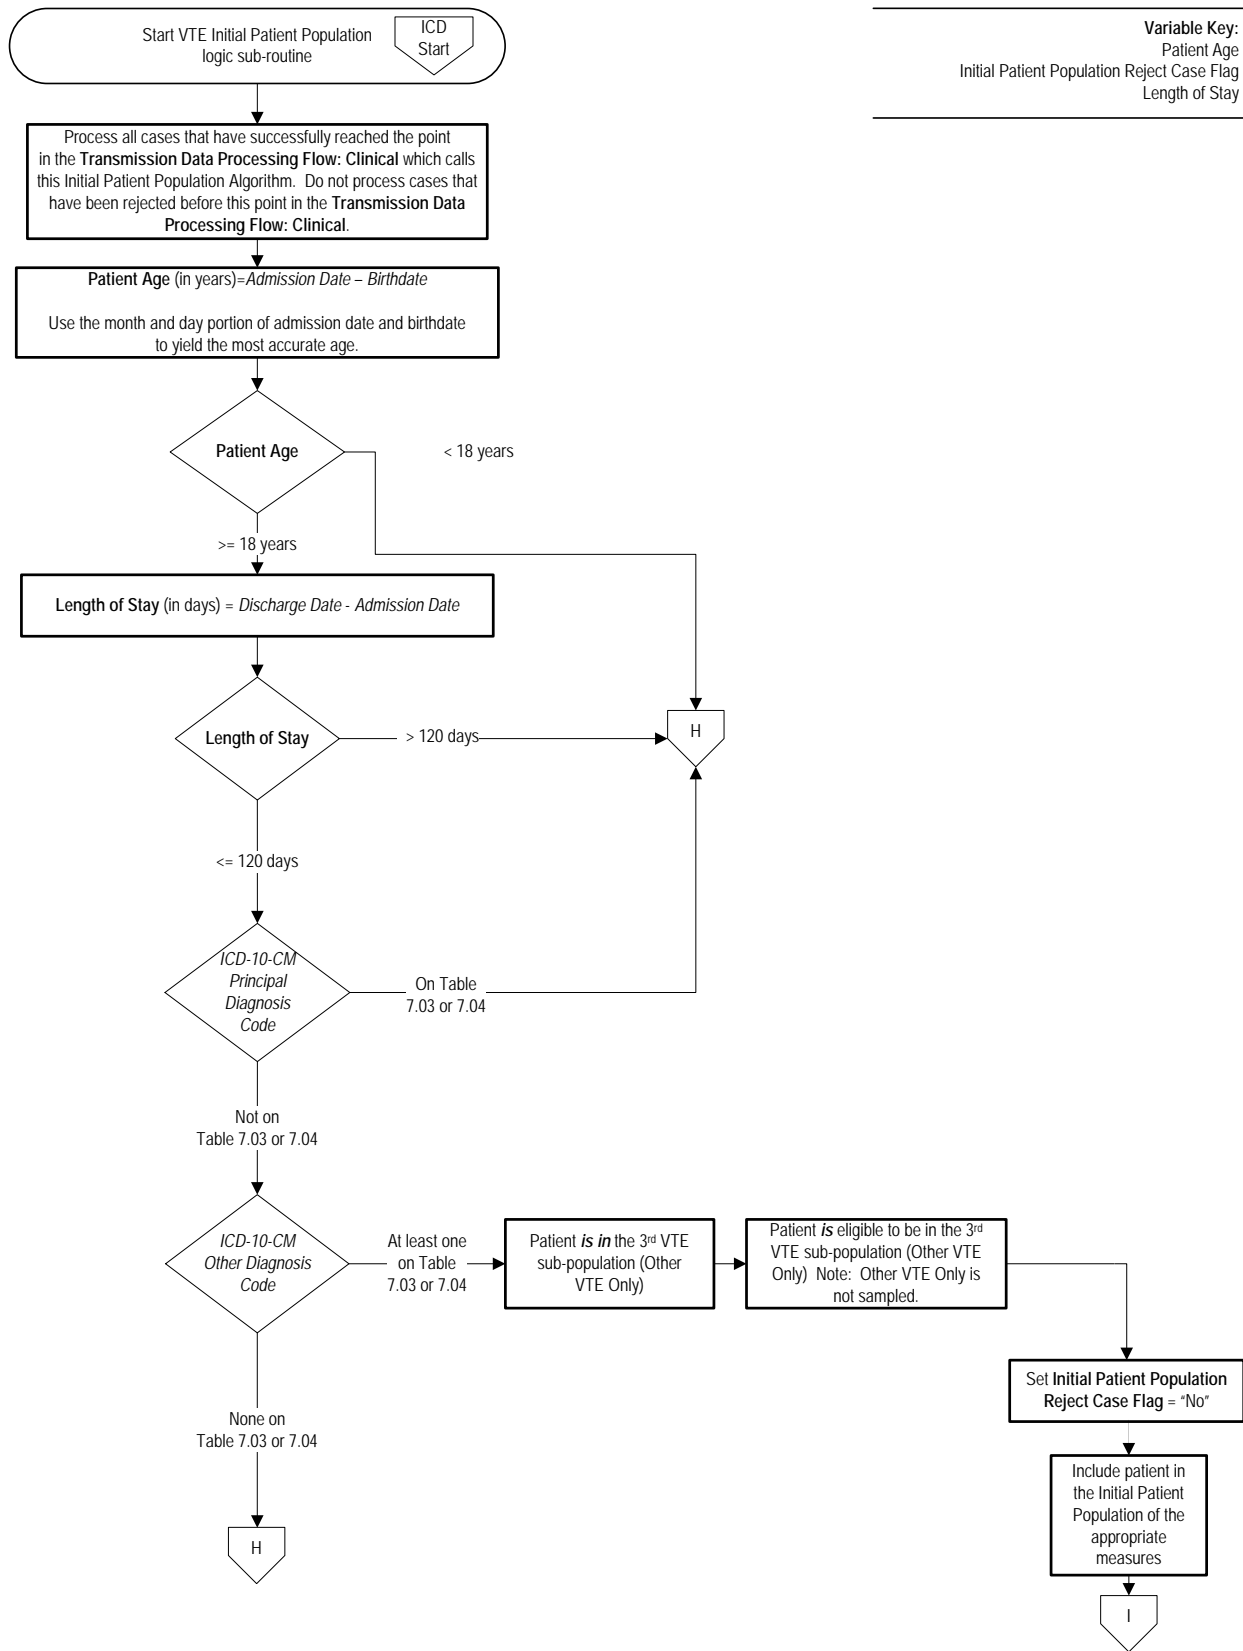 Start VTE Initial Patient Population
logic sub-routine
ICD
Start
Variable Key:
Patient Age
Initial Patient Population Reject Case Flag
Length of Stay
Process all cases that have successfully reached the point
in the Transmission Data Processing Flow: Clinical which calls
this Initial Patient Population Algorithm. Do not process cases that
have been rejected before this point in the Transmission Data
Processing Flow: Clinical.
Patient Age (in years)=Admission Date – Birthdate
Use the month and day portion of admission date and birthdate
to yield the most accurate age.
Patient Age
< 18 years
>= 18 years
Length of Stay (in days) = Discharge Date - Admission Date
Length of Stay
> 120 days
H
<= 120 days
ICD-10-CM
Principal
Diagnosis
Code
On Table
7.03 or 7.04
Not on
Table 7.03 or 7.04
ICD-10-CM
Other Diagnosis
Code
At least one
on Table
7.03 or 7.04
Patient is in the 3rd VTE
sub-population (Other
VTE Only)
Patient is eligible to be in the 3rd
VTE sub-population (Other VTE
Only) Note: Other VTE Only is
not sampled.
Set Initial Patient Population
Reject Case Flag = “No”
None on
Table 7.03 or 7.04
Include patient in
the Initial Patient
Population of the
appropriate
measures
H
I